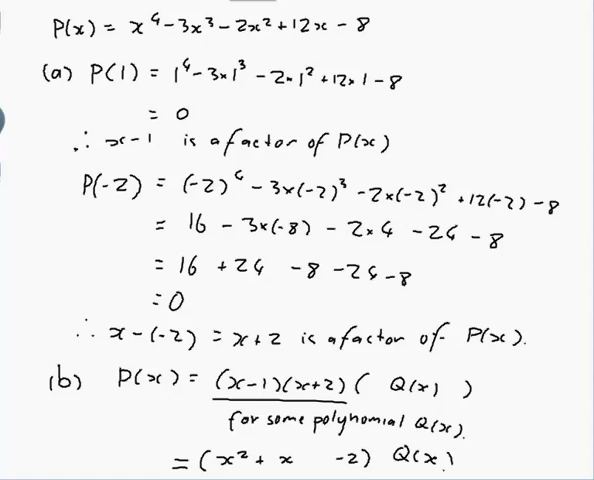 P(x) = x⁴ - 3x³ - 2x² + 12x - 8
(a) P(1) = 1⁴ - 3×1³ - 2×1² + 12×1 - 8
= 0
∴ x-1 is a factor of P(x)
P(-2) = (-2)⁴ - 3×(-2)³ - 2×(-2)² + 12(-2) - 8
= 16 - 3×(-8) - 2×4 - 24 - 8
= 16 + 24 - 8 - 24 - 8
= 0
∴ x-(-2) = x+2 is a factor of P(x).
(b) P(x) = (x-1)(x+2)( Q(x) )
for some polynomial Q(x).
= (x² + x - 2) Q(x)